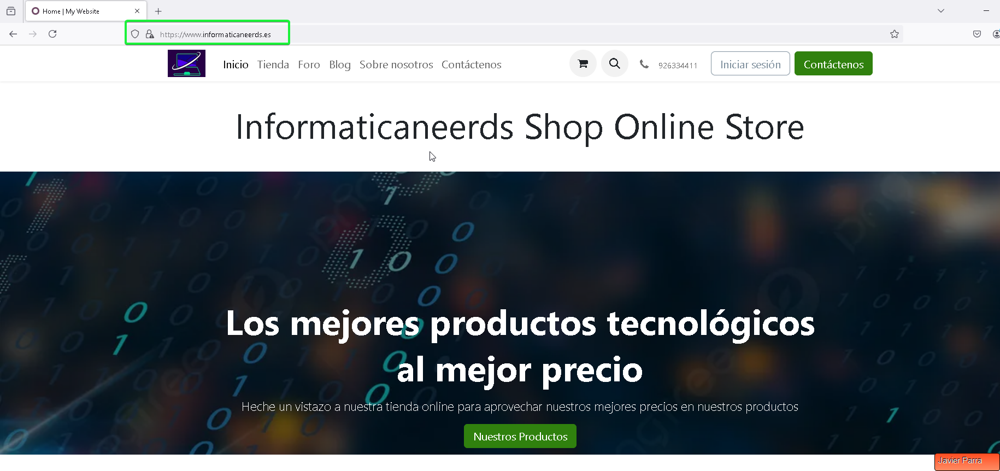 Home | My Website
https://www.informaticaneerds.es
Inicio Tienda Foro Blog Sobre nosotros Contáctenos 926334411 Iniciar sesión Contáctenos
Informaticaneerds Shop Online Store
Los mejores productos tecnológicos
al mejor precio
Heche un vistazo a nuestra tienda online para aprovechar nuestros mejores precios en nuestros productos
Nuestros Productos
Javier Parra